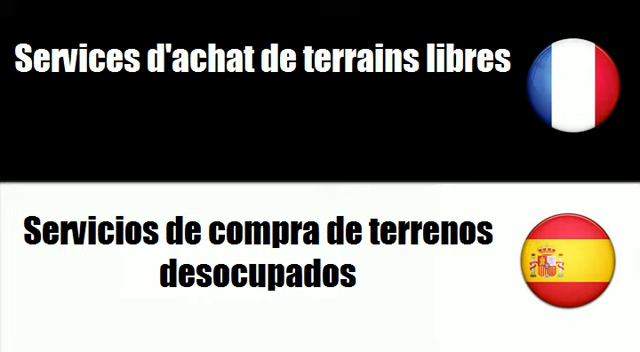 Services d'achat de terrains libres
Servicios de compra de terrenos
desocupados